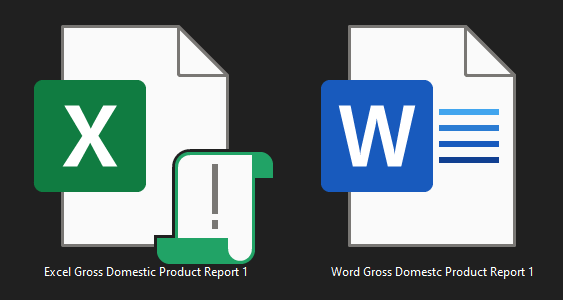 X
W
Excel Gross Domestic Product Report 1
Word Gross Domestc Product Report 1